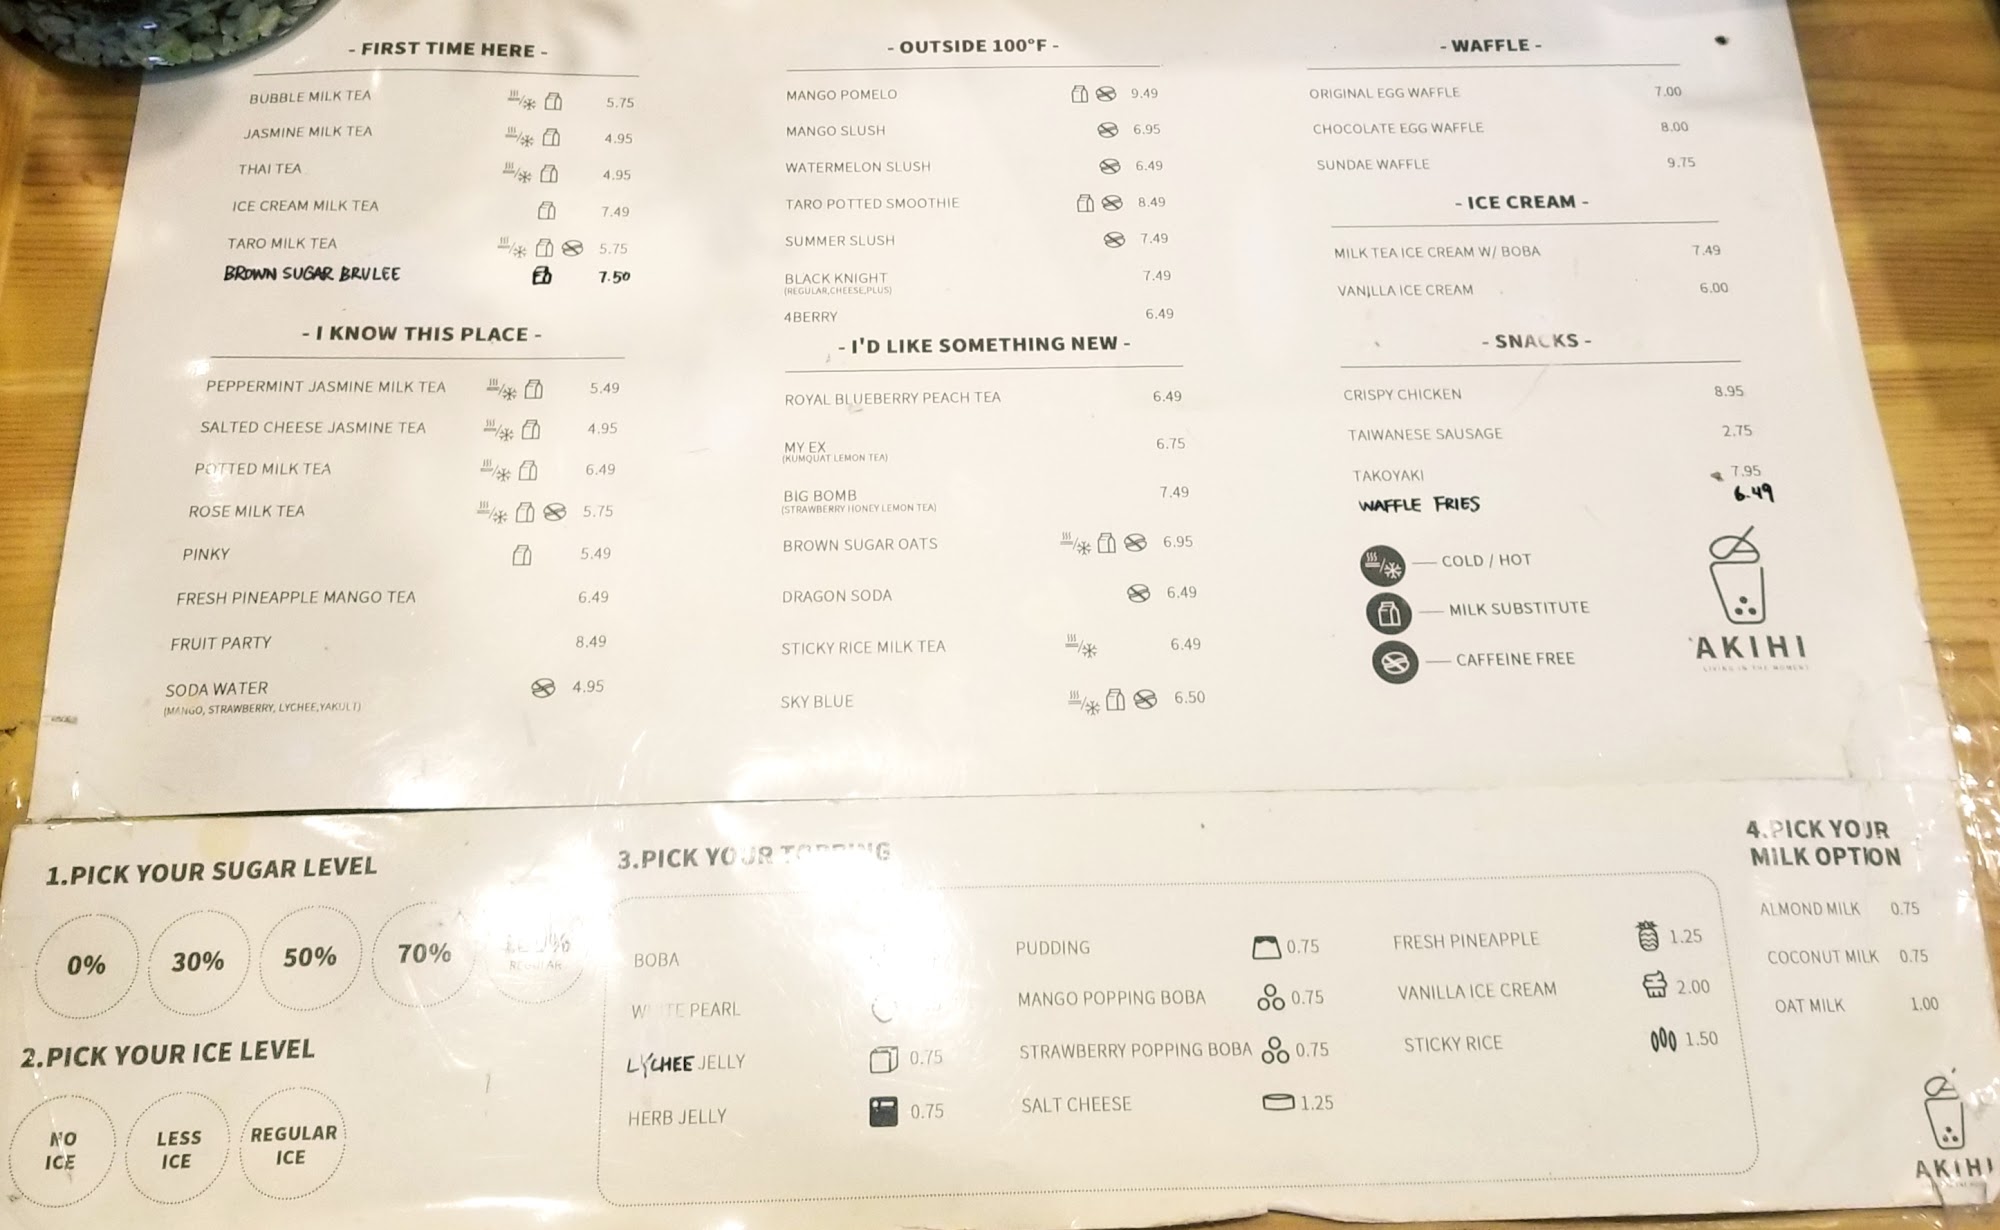 - FIRST TIME HERE -
BUBBLE MILK TEA 5.75
JASMINE MILK TEA 4.95
THAI TEA 4.95
ICE CREAM MILK TEA 7.49
TARO MILK TEA 5.75
BROWN SUGAR BRULEE 7.50
- I KNOW THIS PLACE -
PEPPERMINT JASMINE MILK TEA 5.49
SALTED CHEESE JASMINE TEA 4.95
POTTED MILK TEA 6.49
ROSE MILK TEA 5.75
PINKY 5.49
FRESH PINEAPPLE MANGO TEA 6.49
FRUIT PARTY 8.49
SODA WATER 4.95
(MANGO, STRAWBERRY, LYCHEE,YAKULT)
- OUTSIDE 100°F -
MANGO POMELO 9.49
MANGO SLUSH 6.95
WATERMELON SLUSH 6.49
TARO POTTED SMOOTHIE 8.49
SUMMER SLUSH 7.49
BLACK KNIGHT 7.49
(REGULAR,CHEESE,PLUS)
4BERRY 6.49
- I'D LIKE SOMETHING NEW -
ROYAL BLUEBERRY PEACH TEA 6.49
MY EX 6.75
(KUMQUAT LEMON TEA)
BIG BOMB 7.49
(STRAWBERRY HONEY LEMON TEA)
BROWN SUGAR OATS 6.95
DRAGON SODA 6.49
STICKY RICE MILK TEA 6.49
SKY BLUE 6.50
- WAFFLE -
ORIGINAL EGG WAFFLE 7.00
CHOCOLATE EGG WAFFLE 8.00
SUNDAE WAFFLE 9.75
- ICE CREAM -
MILK TEA ICE CREAM W/ BOBA 7.49
VANILLA ICE CREAM 6.00
- SNACKS -
CRISPY CHICKEN 8.95
TAIWANESE SAUSAGE 2.75
TAKOYAKI 7.95
WAFFLE FRIES 6.49
COLD / HOT
MILK SUBSTITUTE
CAFFEINE FREE
AKIHI
LIVING IN THE MOMENT
1.PICK YOUR SUGAR LEVEL
0% 30% 50% 70%
REGULAR
2.PICK YOUR ICE LEVEL
NO ICE
LESS ICE
REGULAR ICE
3.PICK YOUR TOPPING
BOBA
WHITE PEARL
LYCHEE JELLY 0.75
HERB JELLY 0.75
PUDDING 0.75
MANGO POPPING BOBA 0.75
STRAWBERRY POPPING BOBA 0.75
SALT CHEESE 1.25
FRESH PINEAPPLE 1.25
VANILLA ICE CREAM 2.00
STICKY RICE 1.50
4.PICK YOUR
MILK OPTION
ALMOND MILK 0.75
COCONUT MILK 0.75
OAT MILK 1.00
AKIHI